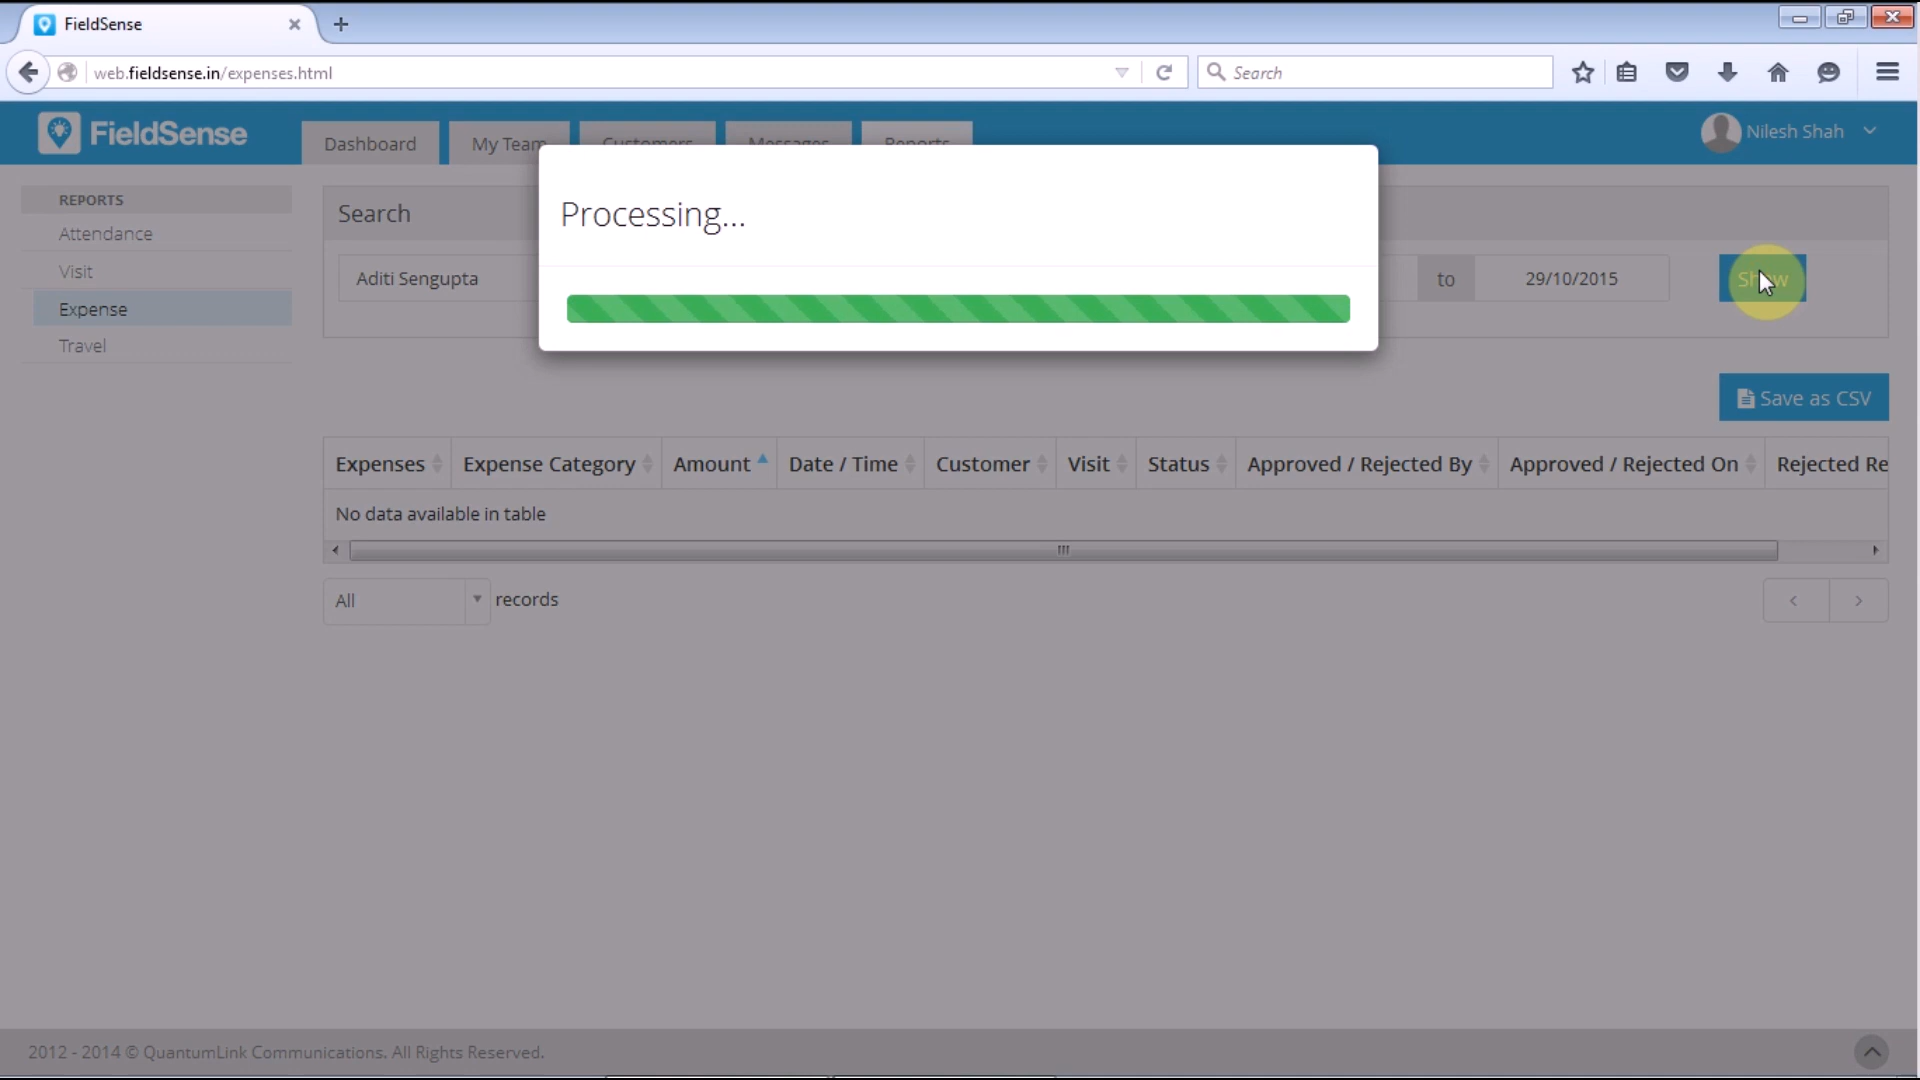 FieldSense
web.fieldsense.in/expenses.html
Search
FieldSense
Dashboard
My Team
Customers
Messages
Reports
Nilesh Shah
Processing...
REPORTS
Attendance
Visit
Expense
Travel
Search
Aditi Sengupta
to
29/10/2015
Show
Save as CSV
Expenses Expense Category Amount Date / Time Customer Visit Status Approved / Rejected By Approved / Rejected On Rejected Re
No data available in table
All records
2012 - 2014 © QuantumLink Communications. All Rights Reserved.